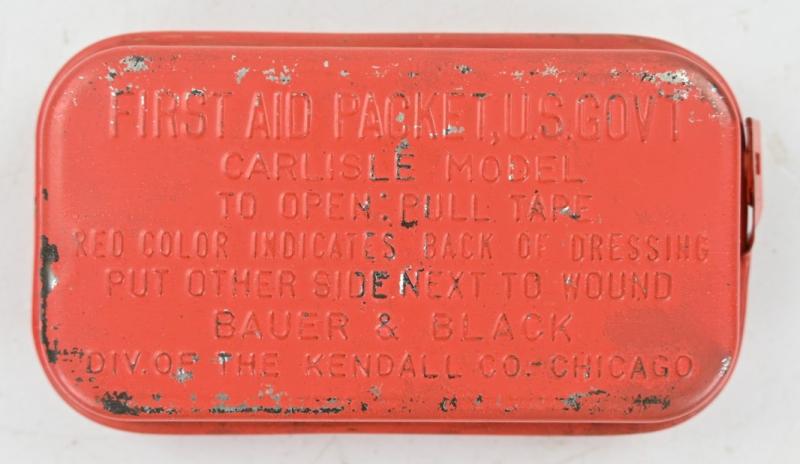 FIRST AID PACKET, U.S. GOV'T
CARLISLE MODEL
TO OPEN: PULL TAPE.
RED COLOR INDICATES BACK OF DRESSING
PUT OTHER SIDE NEXT TO WOUND
BAUER & BLACK
DIV. OF THE KENDALL CO.-CHICAGO